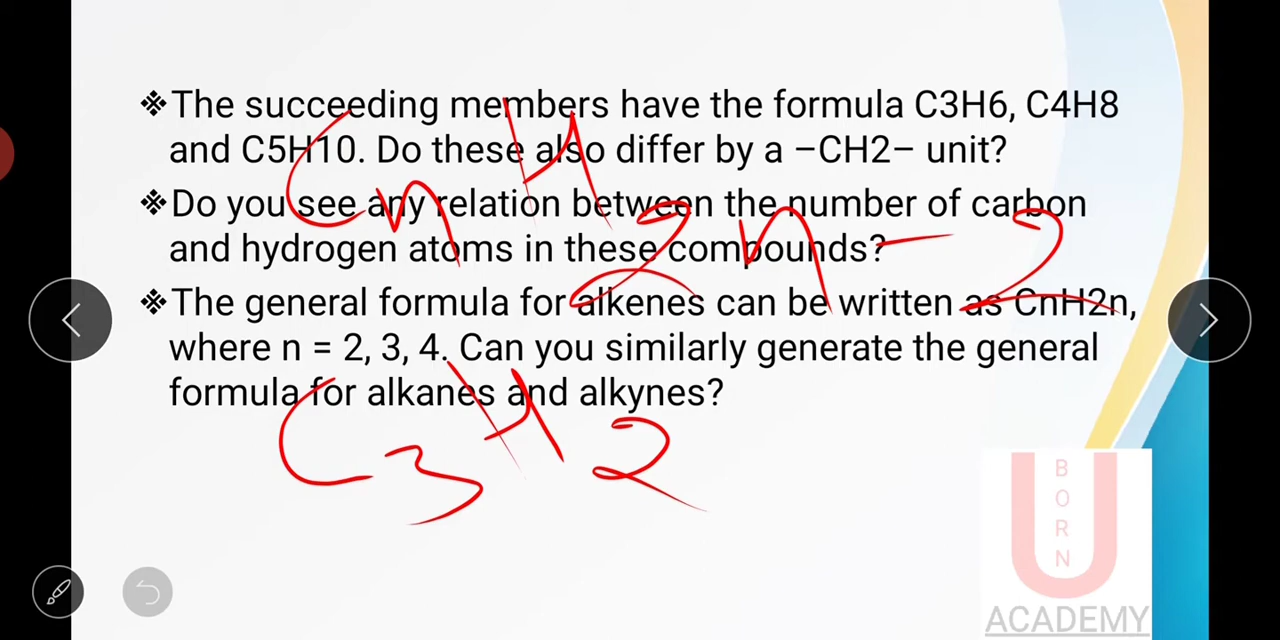 ❖The succeeding members have the formula C3H6, C4H8
and C5H10. Do these also differ by a –CH2– unit?
❖Do you see any relation between the number of carbon
and hydrogen atoms in these compounds?
❖The general formula for alkenes can be written as CnH2n,
where n = 2, 3, 4. Can you similarly generate the general
formula for alkanes and alkynes?
CnH2n-2
C3H2
U
BORN
ACADEMY